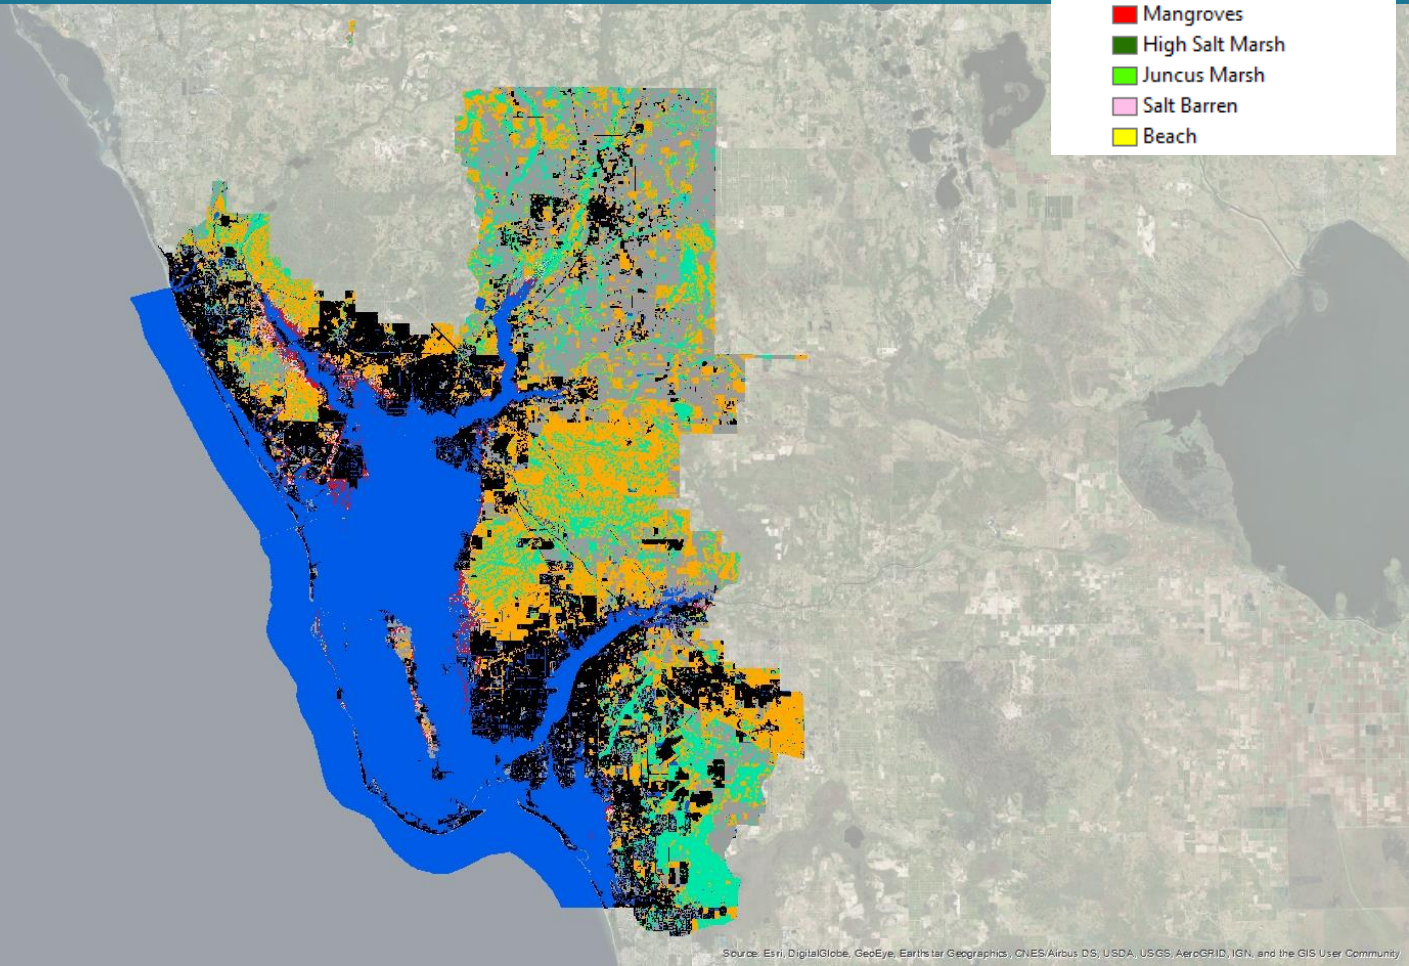 Mangroves
High Salt Marsh
Juncus Marsh
Salt Barren
Beach
Source: Esri, DigitalGlobe, GeoEye, Earthstar Geographics, CNES/Airbus DS, USDA, USGS, AeroGRID, IGN, and the GIS User Community